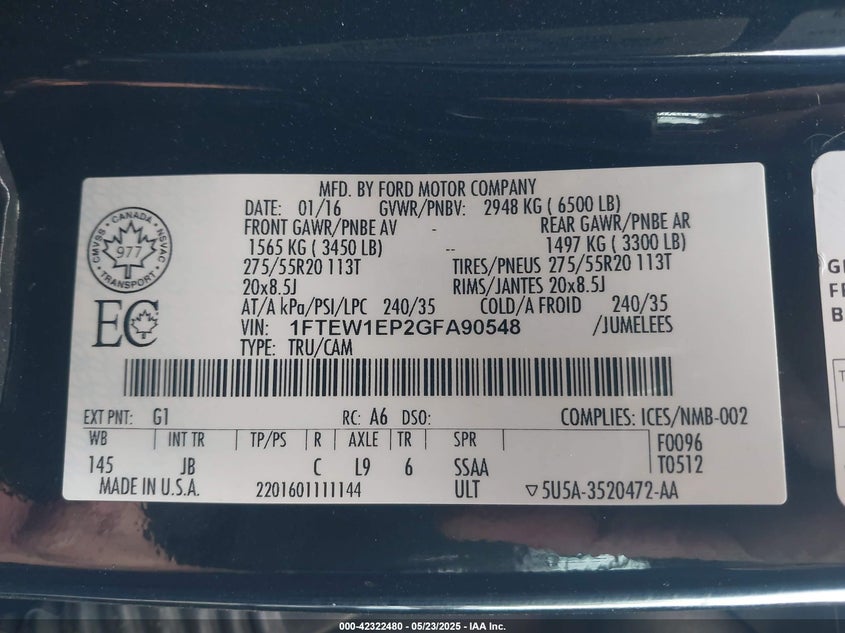 MFD. BY FORD MOTOR COMPANY
DATE: 01/16 GVWR/PNBV: 2948 KG ( 6500 LB)
FRONT GAWR/PNBE AV REAR GAWR/PNBE AR
1565 KG ( 3450 LB) -- 1497 KG ( 3300 LB)
275/55R20 113T TIRES/PNEUS 275/55R20 113T
20x8.5J RIMS/JANTES 20x8.5J
AT/A kPa/PSI/LPC 240/35 COLD/A FROID 240/35
VIN: 1FTEW1EP2GFA90548 /JUMELEES
TYPE: TRU/CAM
CANADA
CMVSS NSVAC
977
TRANSPORT
EC
EXT PNT: G1 RC: A6 DSO: COMPLIES: ICES/NMB-002
WB INT TR TP/PS R AXLE TR SPR F0096
145 JB C L9 6 SSAA T0512
MADE IN U.S.A. 2201601111144 ULT ▽5U5A-3520472-AA
000-42322480 - 05/23/2025 - IAA Inc.